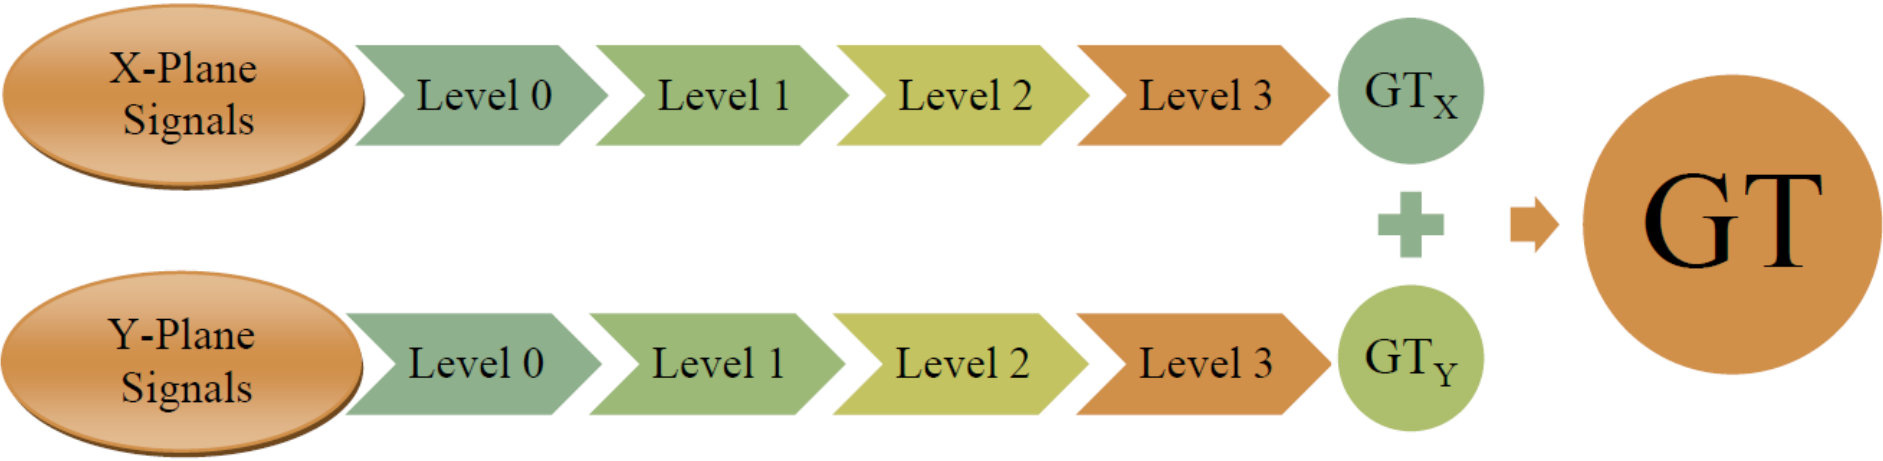 X-Plane
Signals
Level 0
Level 1
Level 2
Level 3
GTX
Y-Plane
Signals
Level 0
Level 1
Level 2
Level 3
GTY
GT